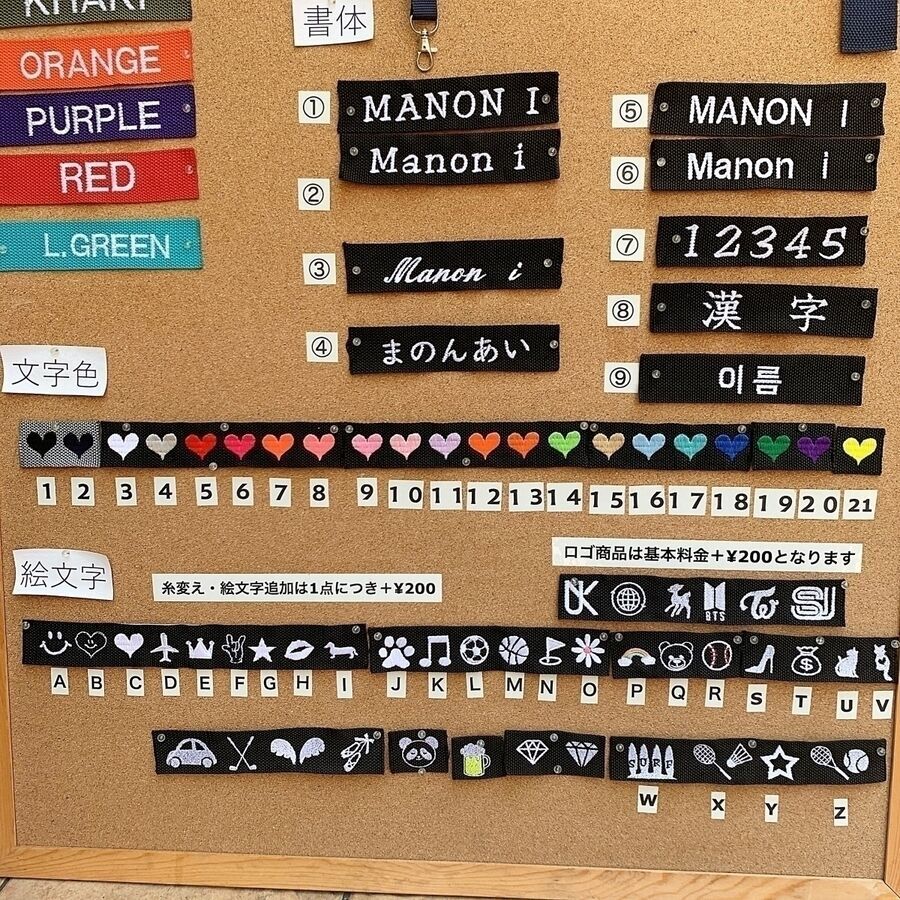 KHAKI
ORANGE
PURPLE
RED
L.GREEN
書体
① MANON I
② Manon i
③ Manon i
④ まのんあい
⑤ MANON I
⑥ Manon i
⑦ 12345
⑧ 漢 字
⑨ 이름
文字色
1 2 3 4 5 6 7 8 9 10 11 12 13 14 15 16 17 18 19 20 21
絵文字
糸変え・絵文字追加は1点につき+¥200
ロゴ商品は基本料金+¥200となります
BTS
A B C D E F G H I J K L M N O P Q R S T U V
$
SURF
W X Y Z